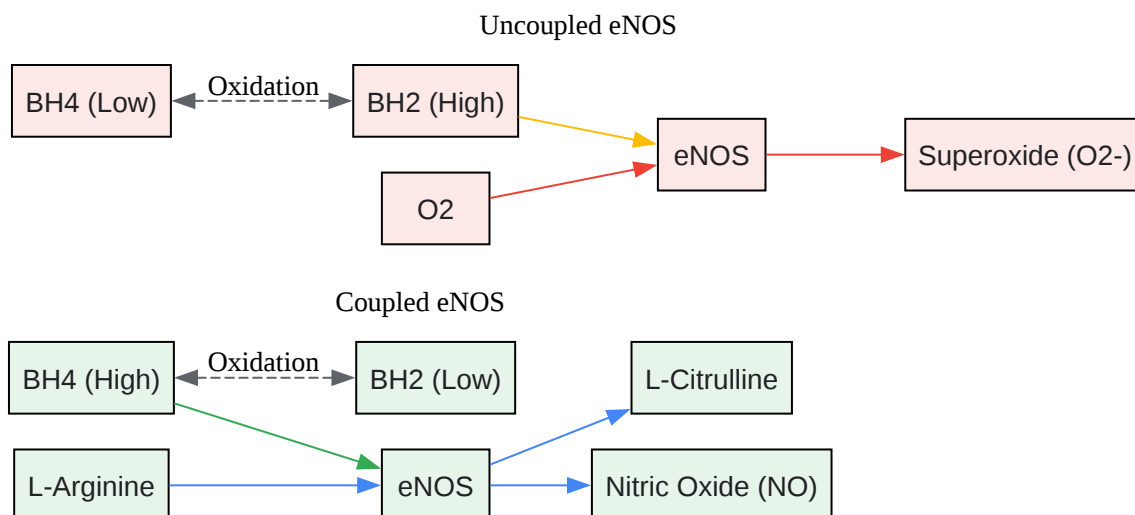 Uncoupled eNOS
BH4 (Low)
Oxidation
BH2 (High)
eNOS
Superoxide (O2-)
O2
Coupled eNOS
BH4 (High)
Oxidation
BH2 (Low)
L-Citrulline
L-Arginine
eNOS
Nitric Oxide (NO)